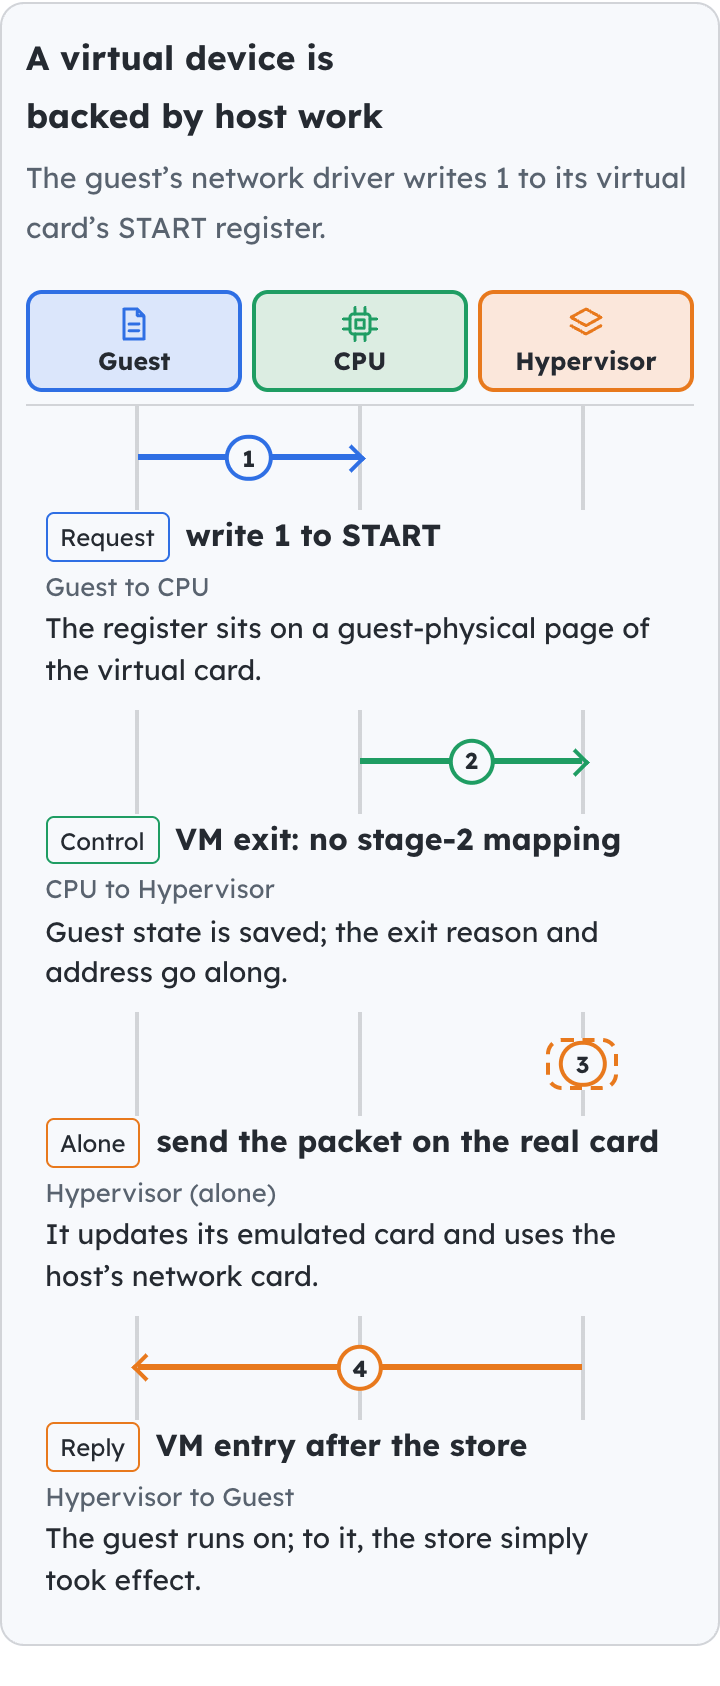 A virtual device is
backed by host work
The guest’s network driver writes 1 to its virtual
card’s START register.
Guest
CPU
Hypervisor
1
Request write 1 to START
Guest to CPU
The register sits on a guest-physical page of
the virtual card.
2
Control VM exit: no stage-2 mapping
CPU to Hypervisor
Guest state is saved; the exit reason and
address go along.
3
Alone send the packet on the real card
Hypervisor (alone)
It updates its emulated card and uses the
host’s network card.
4
Reply VM entry after the store
Hypervisor to Guest
The guest runs on; to it, the store simply
took effect.